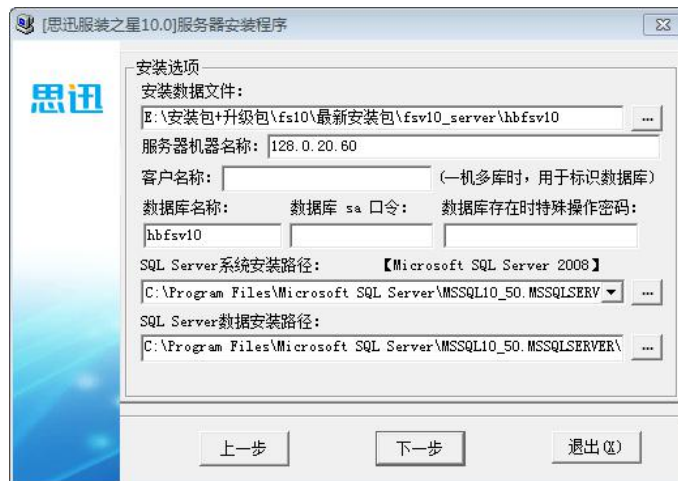 [思迅服装之星10.0]服务器安装程序
思迅
安装选项
安装数据文件：
E:\安装包+升级包\fs10\最新安装包\fsv10_server\hbfsv10
...
服务器机器名称： 128.0.20.60
客户名称： (一机多库时，用于标识数据库)
数据库名称： 数据库 sa 口令： 数据库存在时特殊操作密码：
hbfsv10
SQL Server系统安装路径： 【Microsoft SQL Server 2008】
C:\Program Files\Microsoft SQL Server\MSSQL10_50.MSSQLSERV
...
SQL Server数据安装路径：
C:\Program Files\Microsoft SQL Server\MSSQL10_50.MSSQLSERVER\
...
上一步 下一步 退出(X)